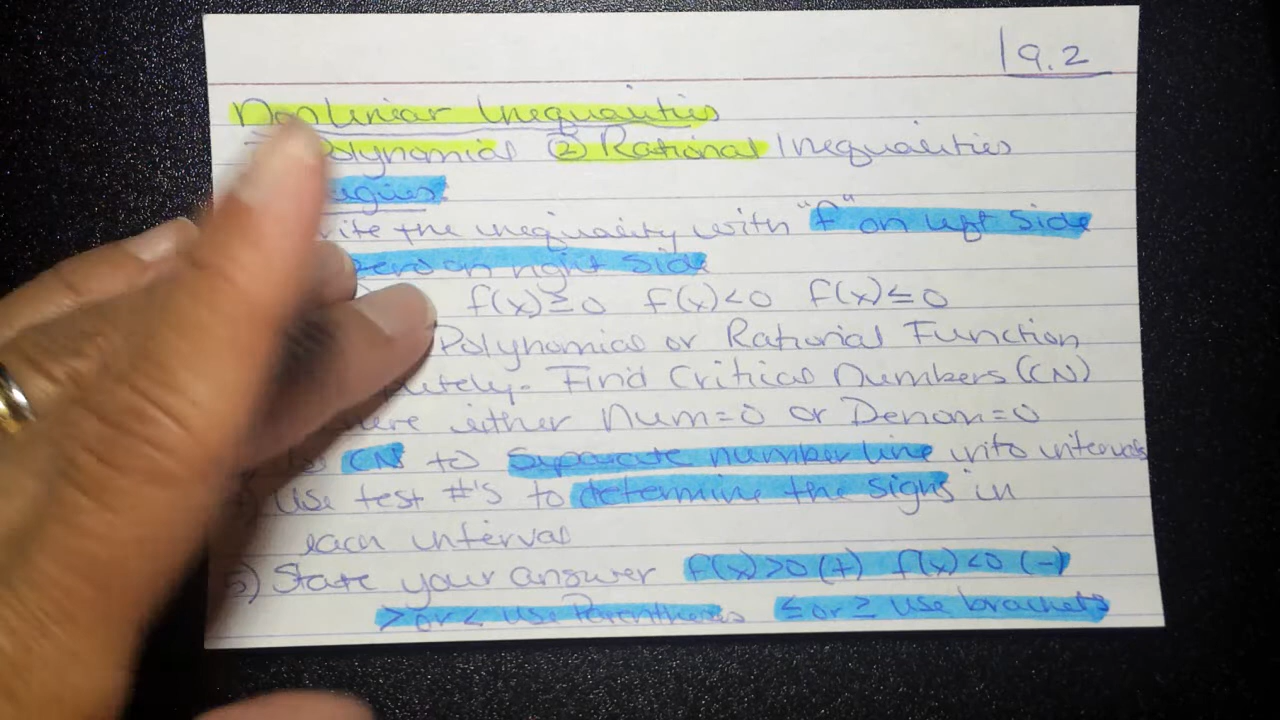 19.2
Nonlinear Inequalities
Polynomial ② Rational Inequalities
the inequality with "f" on left side
zero on right side
f(x)≥0 f(x)<0 f(x)≤0
Polynomial or Rational Function
Find Critical Numbers (CN)
either Num=0 or Denom=0
CN to separate number line into intervals
Use test #'s to determine the signs in
each interval
5) State your answer f(x)>0 (+) f(x)<0 (-)
> or < use Parentheses ≤ or ≥ use brackets